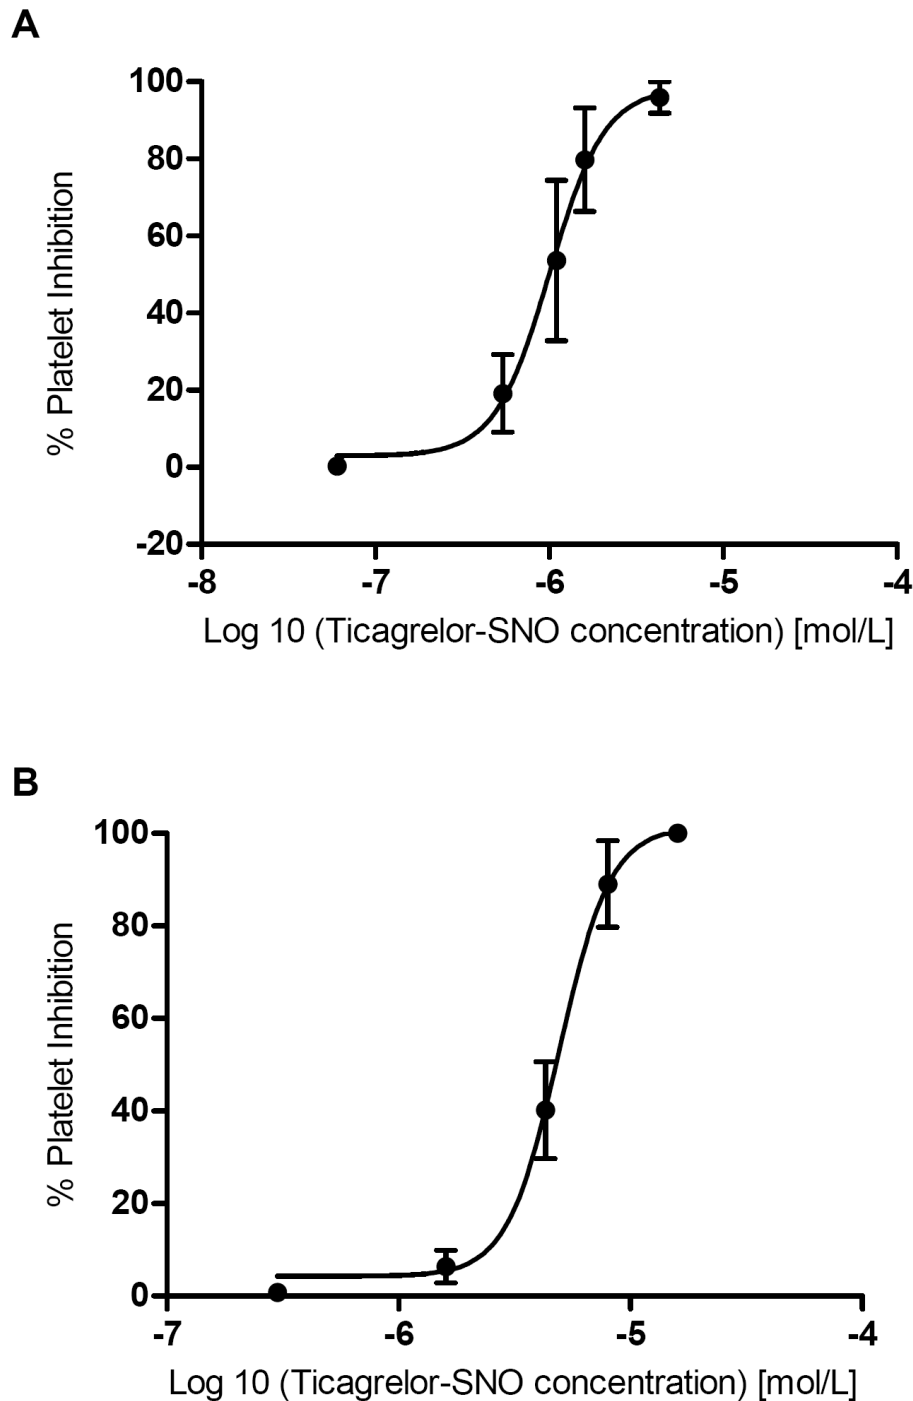 A
100
80
60
40
20
0
-20
% Platelet Inhibition
-8 -7 -6 -5 -4
Log 10 (Ticagrelor-SNO concentration) [mol/L]
B
100
80
60
40
20
0
% Platelet Inhibition
-7 -6 -5 -4
Log 10 (Ticagrelor-SNO concentration) [mol/L]